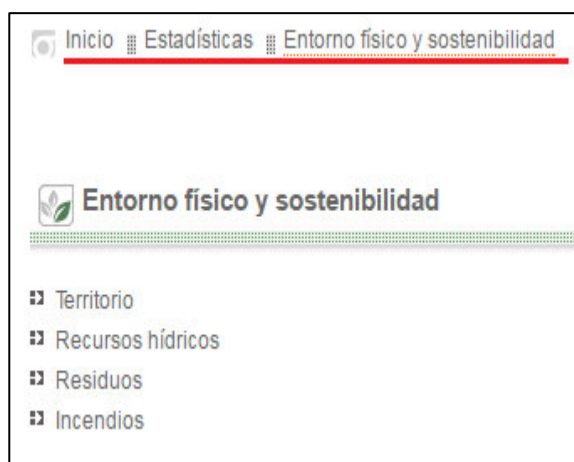 Inicio Estadísticas Entorno físico y sostenibilidad
Entorno físico y sostenibilidad
Territorio
Recursos hídricos
Residuos
Incendios